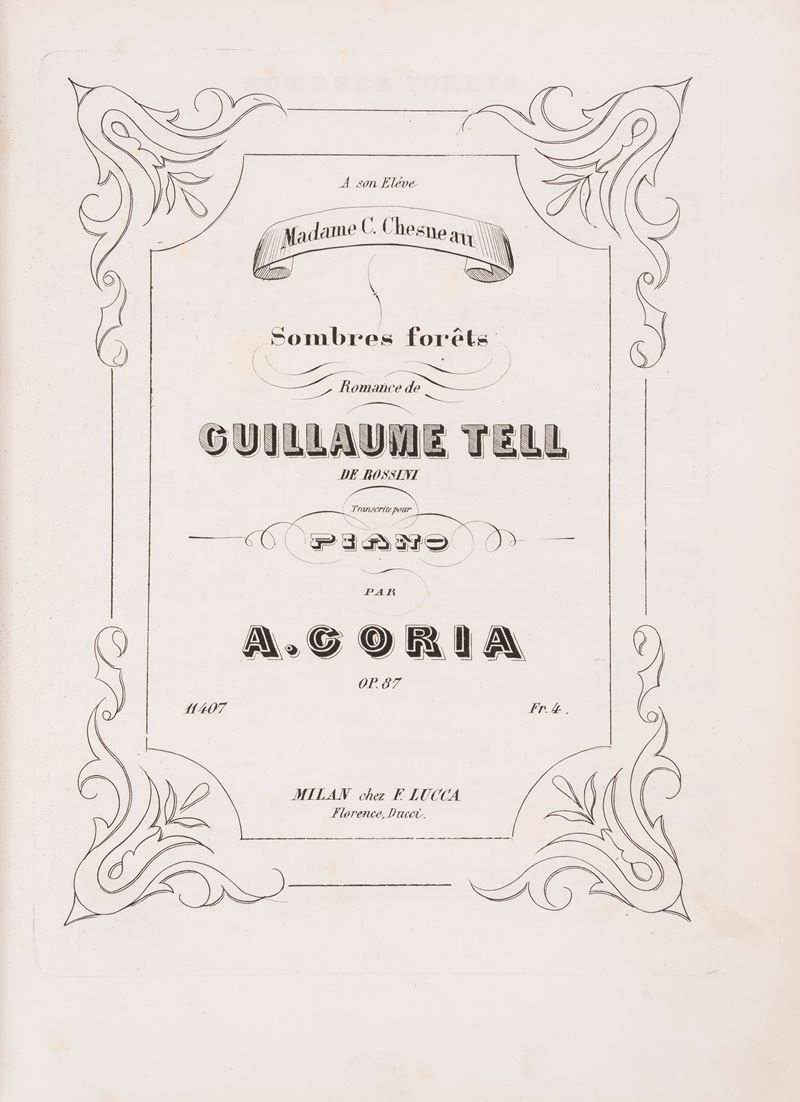 A son Eléve
Madame C. Chesneau
Sombres forêts
Romance de
GUILLAUME TELL
DE ROSSINI
Transcrite pour
PIANO
PAR
A. GORIA
OP. 87
11407 Fr. 4.
MILAN chez F. LUCCA
Florence, Ducci.